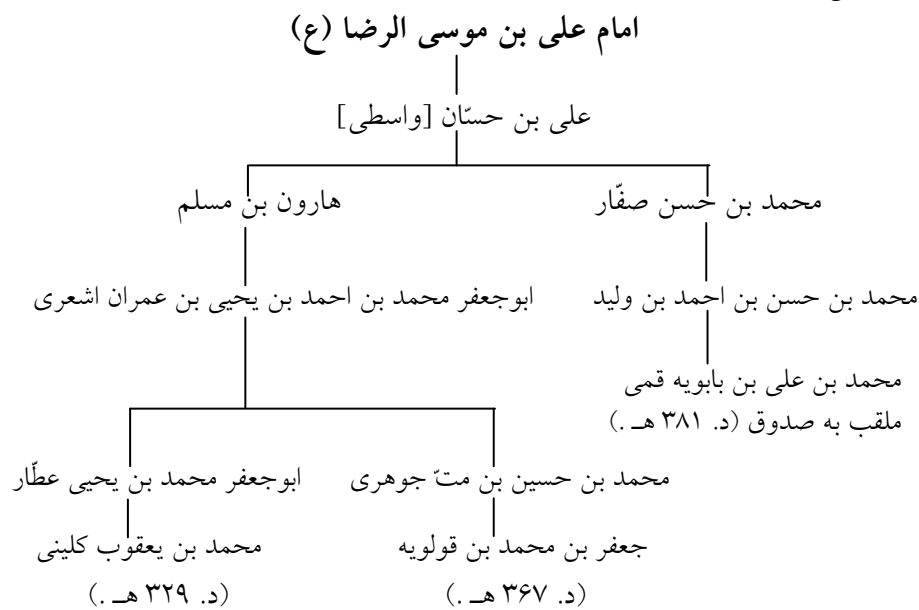 امام علی بن موسی الرضا (ع)
علی بن حسّان [واسطی]
محمد بن حسن صفّار
هارون بن مسلم
محمد بن حسن بن احمد بن ولید
ابوجعفر محمد بن احمد بن یحیی بن عمران اشعری
محمد بن علی بن بابویه قمی
ملقب به صدوق (د. ۳۸۱ هـ .)
محمد بن حسین بن متّ جوهری
ابوجعفر محمد بن یحیی عطّار
جعفر بن محمد بن قولویه
محمد بن یعقوب کلینی
(د. ۳۶۷ هـ .)
(د. ۳۲۹ هـ .)